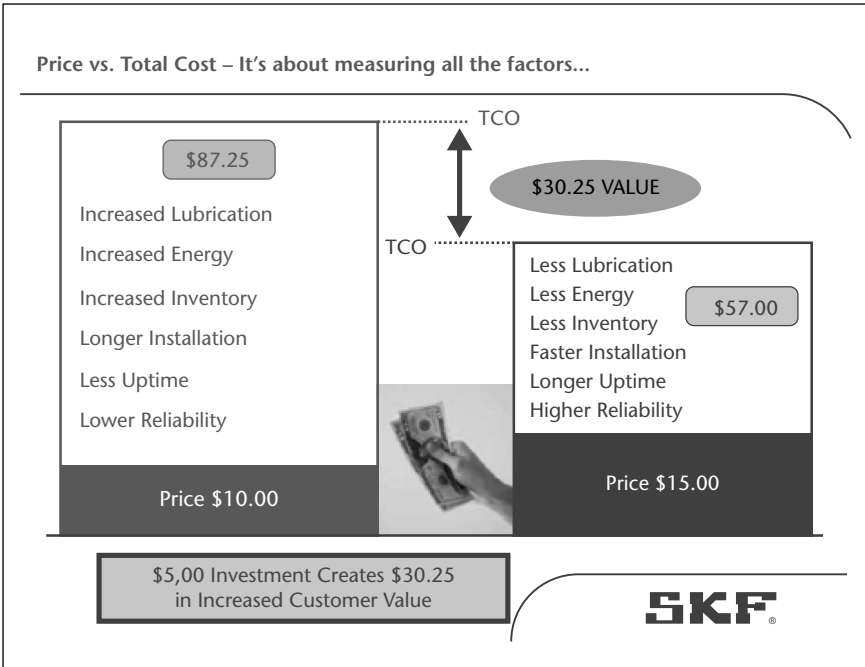 Price vs. Total Cost – It’s about measuring all the factors...
TCO
$87.25
$30.25 VALUE
Increased Lubrication
Increased Energy
Increased Inventory
Longer Installation
Less Uptime
Lower Reliability
Price $10.00
TCO
Less Lubrication
Less Energy
Less Inventory
Faster Installation
Longer Uptime
Higher Reliability
$57.00
Price $15.00
$5,00 Investment Creates $30.25
in Increased Customer Value
SKF®